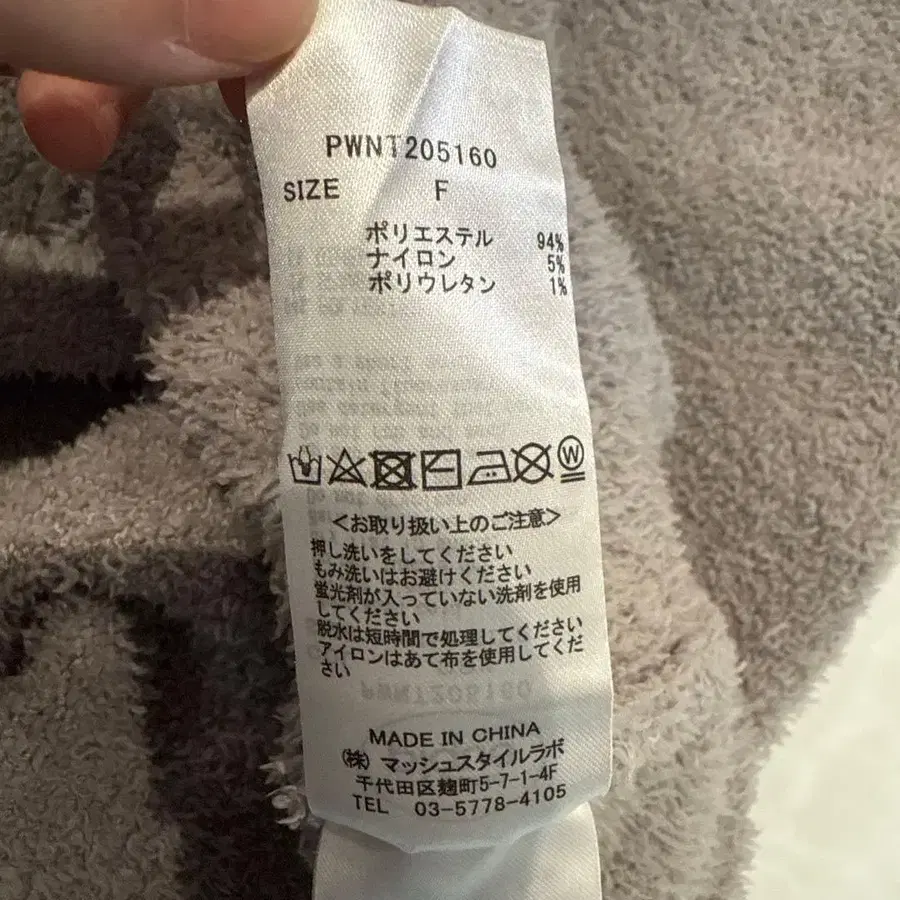 PWNT205160
SIZE F
ポリエステル 94%
ナイロン 5%
ポリウレタン 1%
W
<お取り扱い上のご注意>
押し洗いをしてください
もみ洗いはお避けください
蛍光剤が入っていない洗剤を使用
してください
脱水は短時間で処理してください
アイロンはあて布を使用してくだ
さい
MADE IN CHINA
(株) マッシュスタイルラボ
千代田区麹町5-7-1-4F
TEL 03-5778-4105